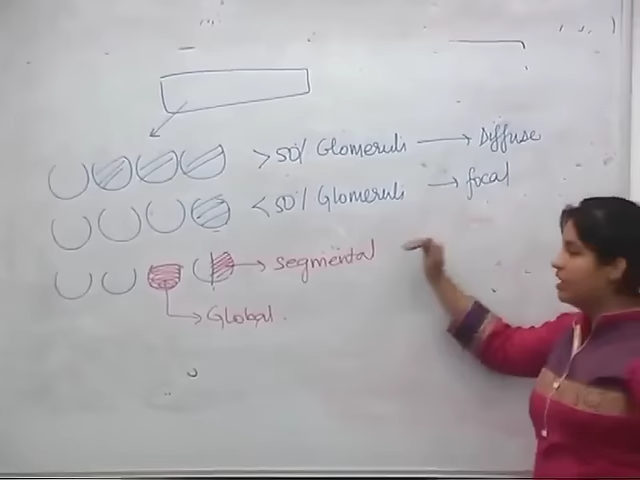 > 50% Glomeruli → Diffuse
< 50% Glomeruli → focal
→ segmental
→ Global.